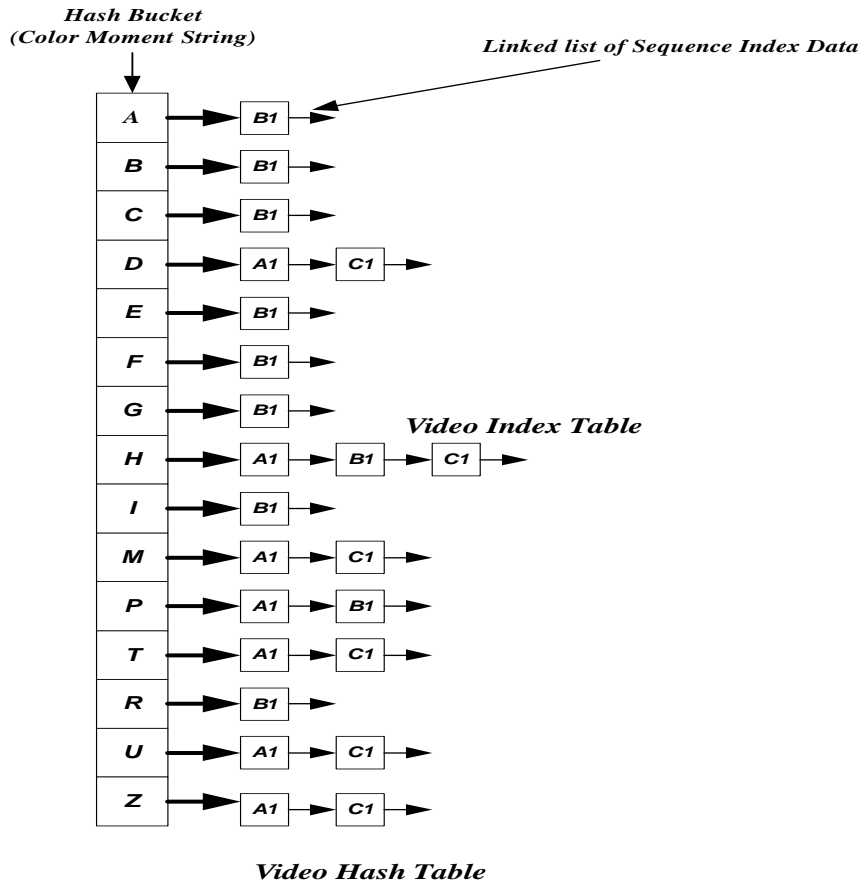 Hash Bucket
(Color Moment String)
Linked list of Sequence Index Data
A B1
B B1
C B1
D A1 C1
E B1
F B1
G B1
Video Index Table
H A1 B1 C1
I B1
M A1 C1
P A1 B1
T A1 C1
R B1
U A1 C1
Z A1 C1
Video Hash Table